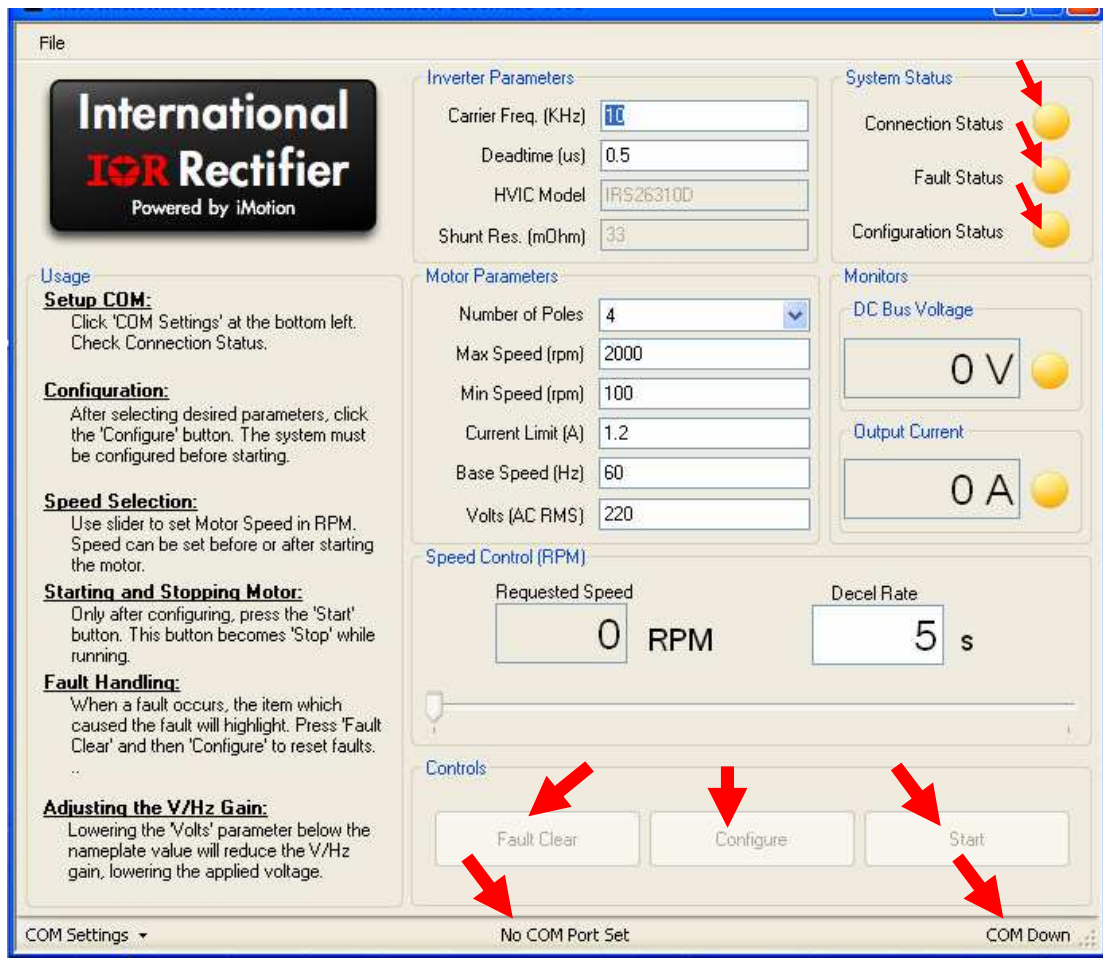 File
International
IOR Rectifier
Powered by iMotion
Usage
Setup COM:
Click 'COM Settings' at the bottom left.
Check Connection Status.
Configuration:
After selecting desired parameters, click
the 'Configure' button. The system must
be configured before starting.
Speed Selection:
Use slider to set Motor Speed in RPM.
Speed can be set before or after starting
the motor.
Starting and Stopping Motor:
Only after configuring, press the 'Start'
button. This button becomes 'Stop' while
running.
Fault Handling:
When a fault occurs, the item which
caused the fault will highlight. Press 'Fault
Clear' and then 'Configure' to reset faults.
..
Adjusting the V/Hz Gain:
Lowering the 'Volts' parameter below the
nameplate value will reduce the V/Hz
gain, lowering the applied voltage.
Inverter Parameters
Carrier Freq. (KHz) 10
Deadtime (us) 0.5
HVIC Model IRS26310D
Shunt Res. (mOhm) 33
Motor Parameters
Number of Poles 4
Max Speed (rpm) 2000
Min Speed (rpm) 100
Current Limit (A) 1.2
Base Speed (Hz) 60
Volts (AC RMS) 220
System Status
Connection Status
Fault Status
Configuration Status
Monitors
DC Bus Voltage
0 V
Output Current
0 A
Speed Control (RPM)
Requested Speed
0 RPM
Decel Rate
5 s
Controls
Fault Clear
Configure
Start
COM Settings
No COM Port Set
COM Down